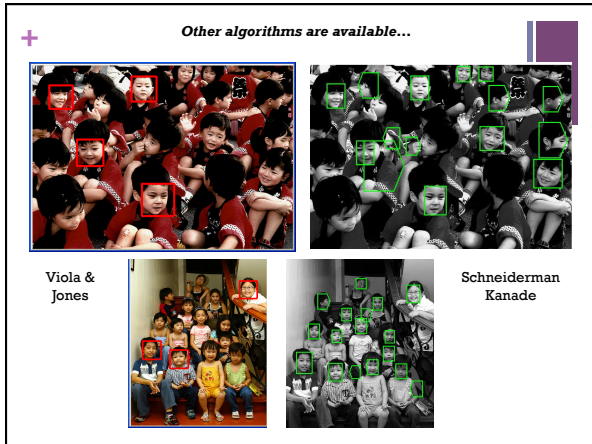 Other algorithms are available...
Viola &
Jones
Schneiderman
Kanade